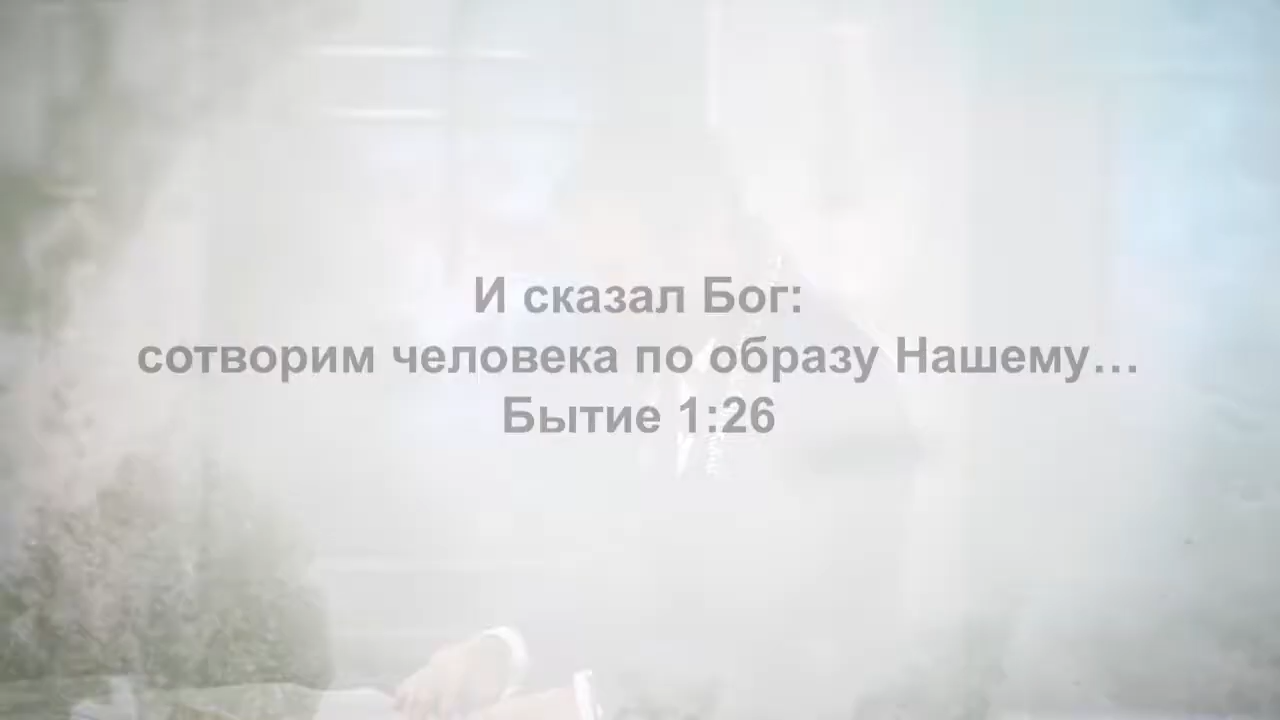 И сказал Бог:
сотворим человека по образу Нашему…
Бытие 1:26